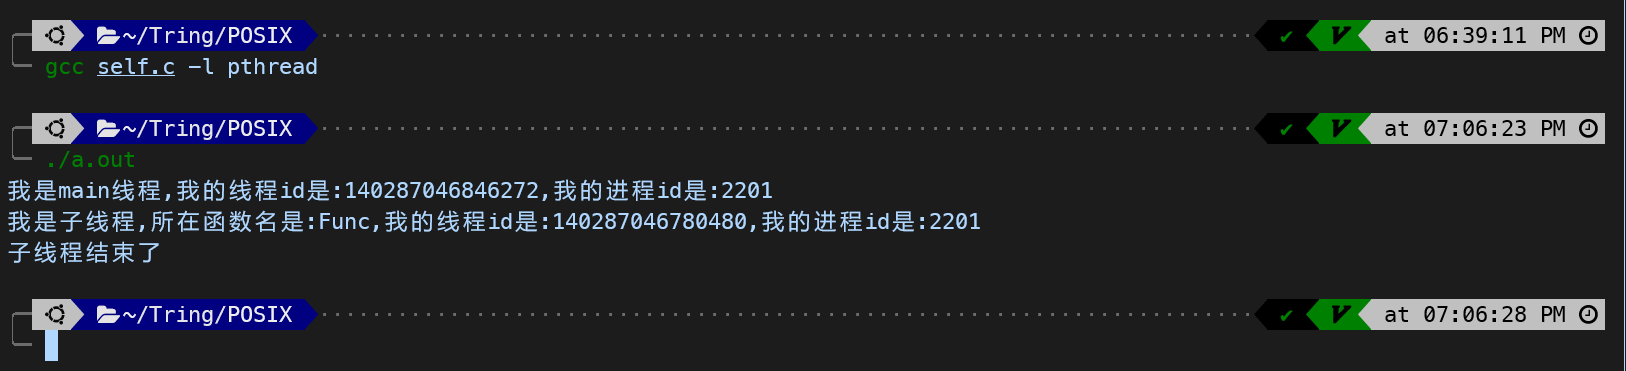 ~/Tring/POSIX ✔ V at 06:39:11 PM
gcc self.c -l pthread
~/Tring/POSIX ✔ V at 07:06:23 PM
./a.out
我是main线程,我的线程id是:140287046846272,我的进程id是:2201
我是子线程,所在函数名是:Func,我的线程id是:140287046780480,我的进程id是:2201
子线程结束了
~/Tring/POSIX ✔ V at 07:06:28 PM